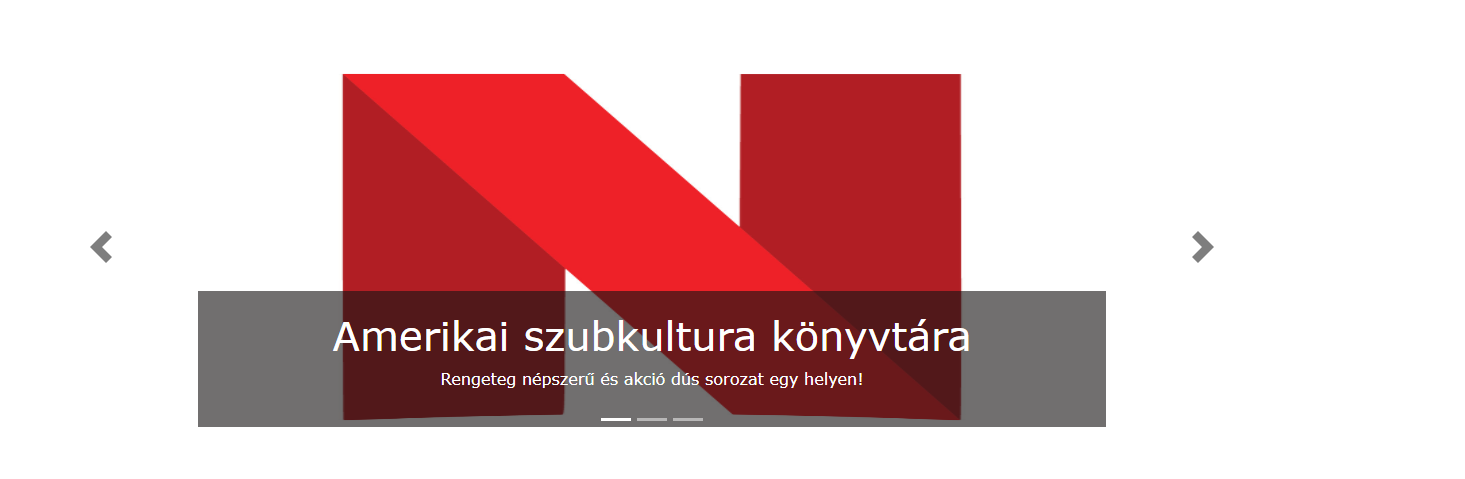 Amerikai szubkultura könyvtára
Rengeteg népszerű és akció dús sorozat egy helyen!